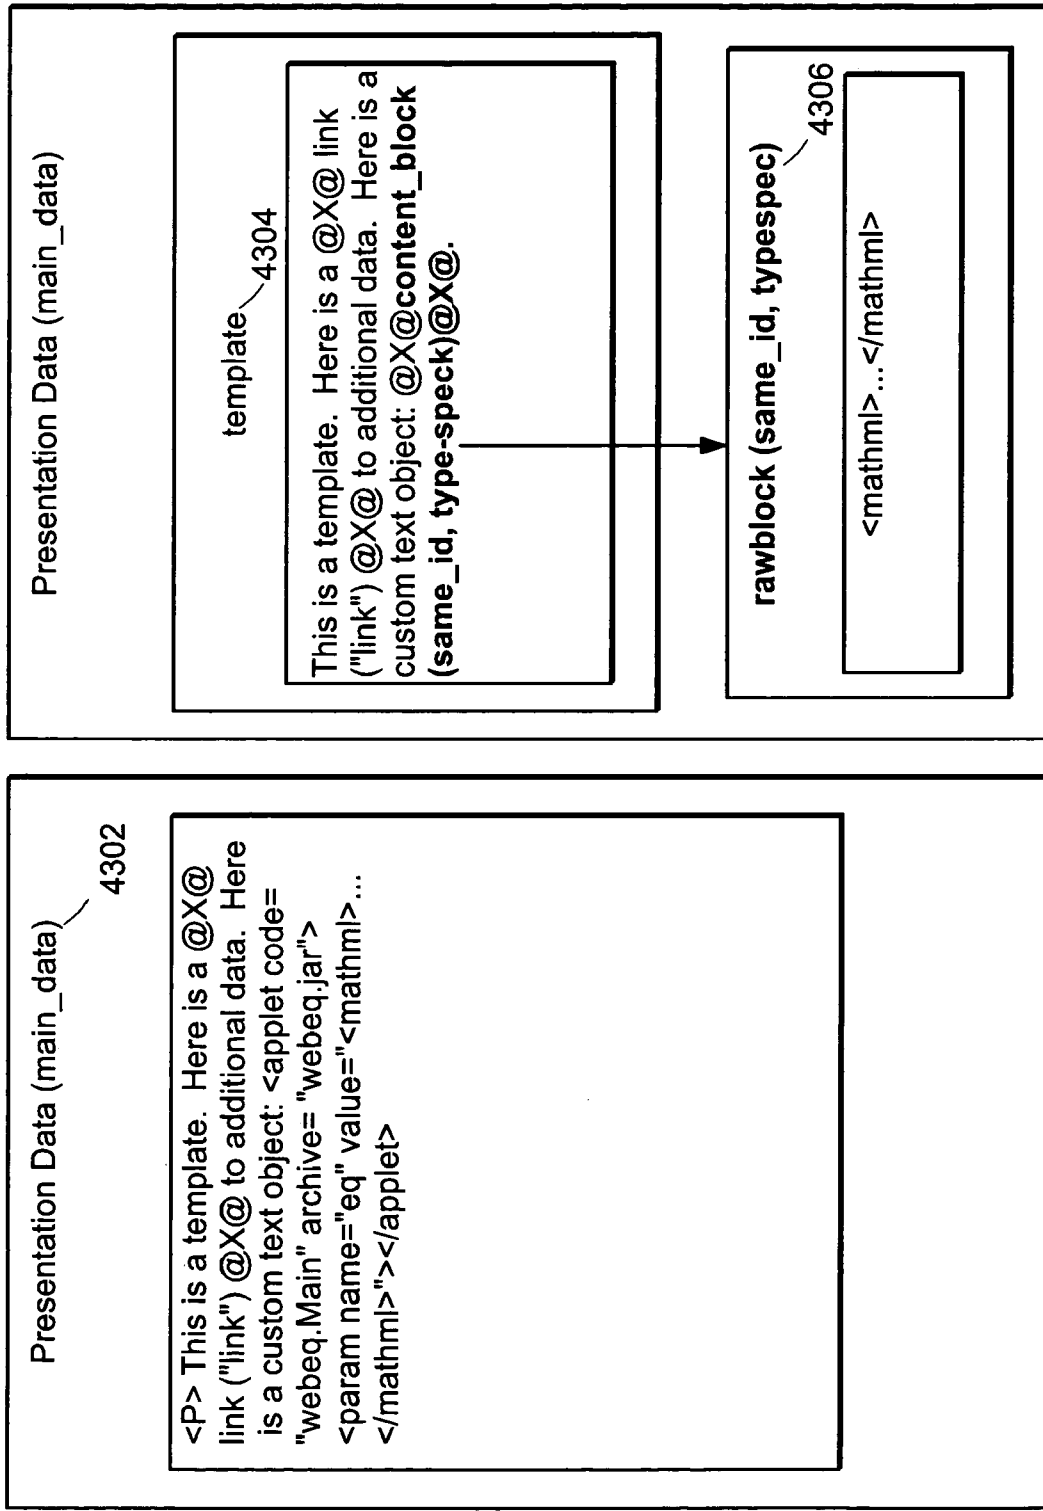 Presentation Data (main_data)
4302
<P> This is a template. Here is a @X@
link ("link") @X@ to additional data. Here
is a custom text object: <applet code=
"webeq.Main" archive= "webeq.jar">
<param name="eq" value="<mathml>...
</mathml>"></applet>
Presentation Data (main_data)
template
4304
This is a template. Here is a @X@ link
("link") @X@ to additional data. Here is a
custom text object: @X@content_block
(same_id, type-speck)@X@.
rawblock (same_id, typespec)
4306
<mathml>...</mathml>